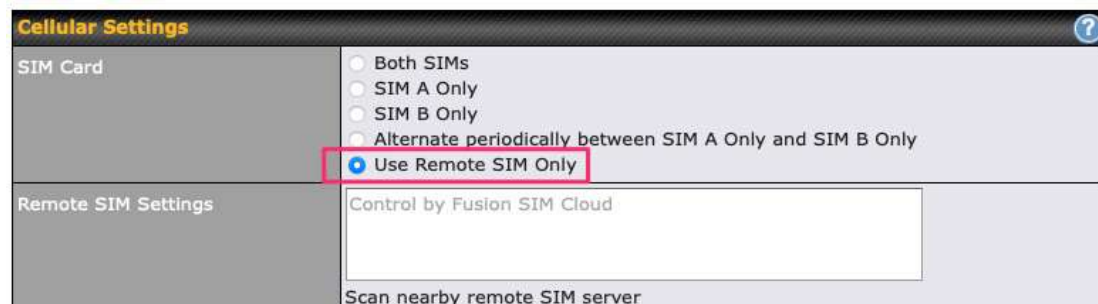 Cellular Settings
?
SIM Card
Both SIMs
SIM A Only
SIM B Only
Alternate periodically between SIM A Only and SIM B Only
Use Remote SIM Only
Remote SIM Settings
Control by Fusion SIM Cloud
Scan nearby remote SIM server